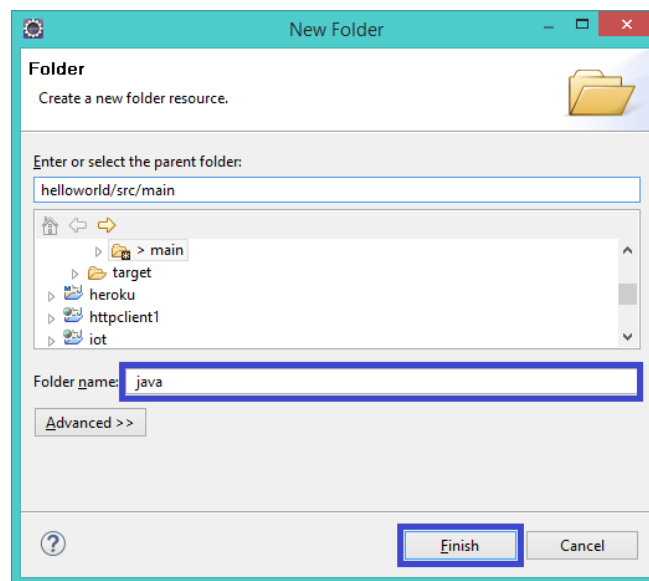 New Folder
Folder
Create a new folder resource.
Enter or select the parent folder:
helloworld/src/main
> main
target
heroku
httpclient1
iot
Folder name: java
Advanced >>
Finish Cancel